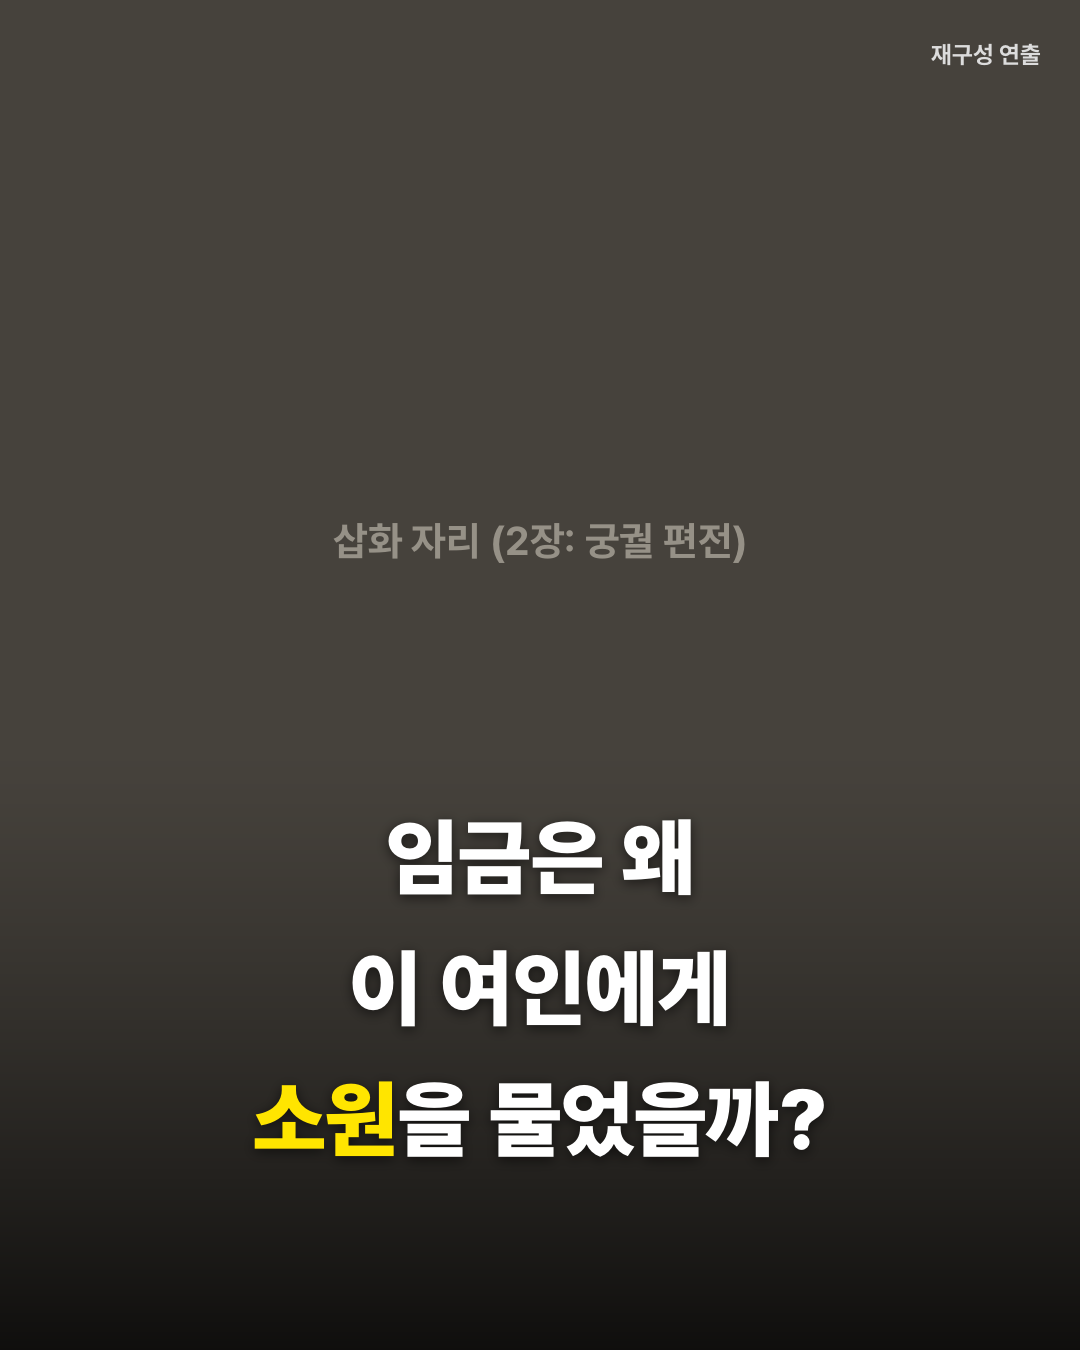 재구성 연출
삽화 자리 (2장: 궁궐 편전)
임금은 왜
이 여인에게
소원을 물었을까?